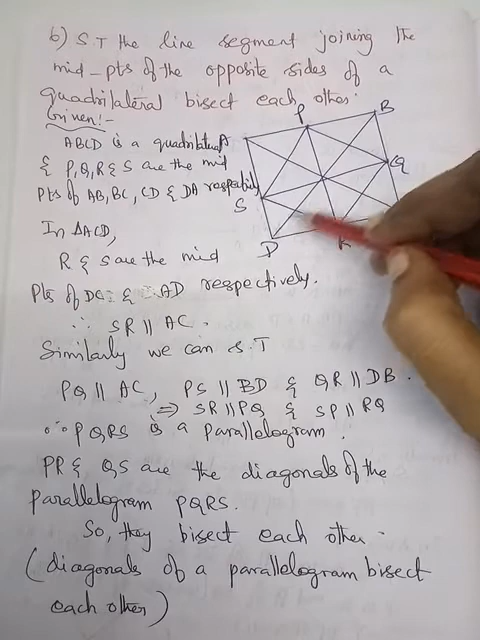 6) S.T the line segment joining the
mid-pts of the opposite sides of a
quadrilateral bisect each other.
Given:-
ABCD is a quadrilateral
& P,Q,R & S are the mid
Pts of AB, BC, CD & DA respectively
In ΔACD,
R & S are the mid
Pts of DC & AD respectively.
∴ SR || AC.
Similarly we can S.T
PQ || AC, PS || BD & QR || DB.
⇒ SR || PQ & SP || RQ
∴ PQRS is a parallelogram.
PR & QS are the diagonals of the
parallelogram PQRS.
So, they bisect each other.
(diagonals of a parallelogram bisect
each other)
A
P
B
Q
S
D
R